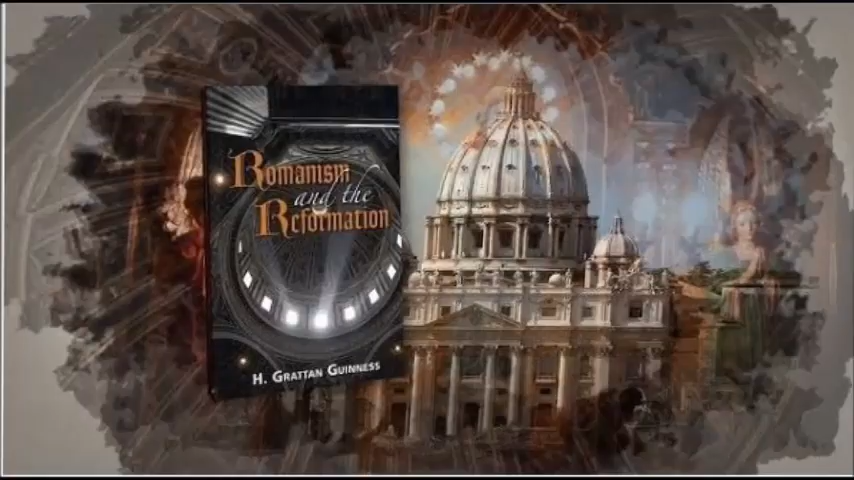 Romanism
and the
Reformation
H. Grattan Guinness